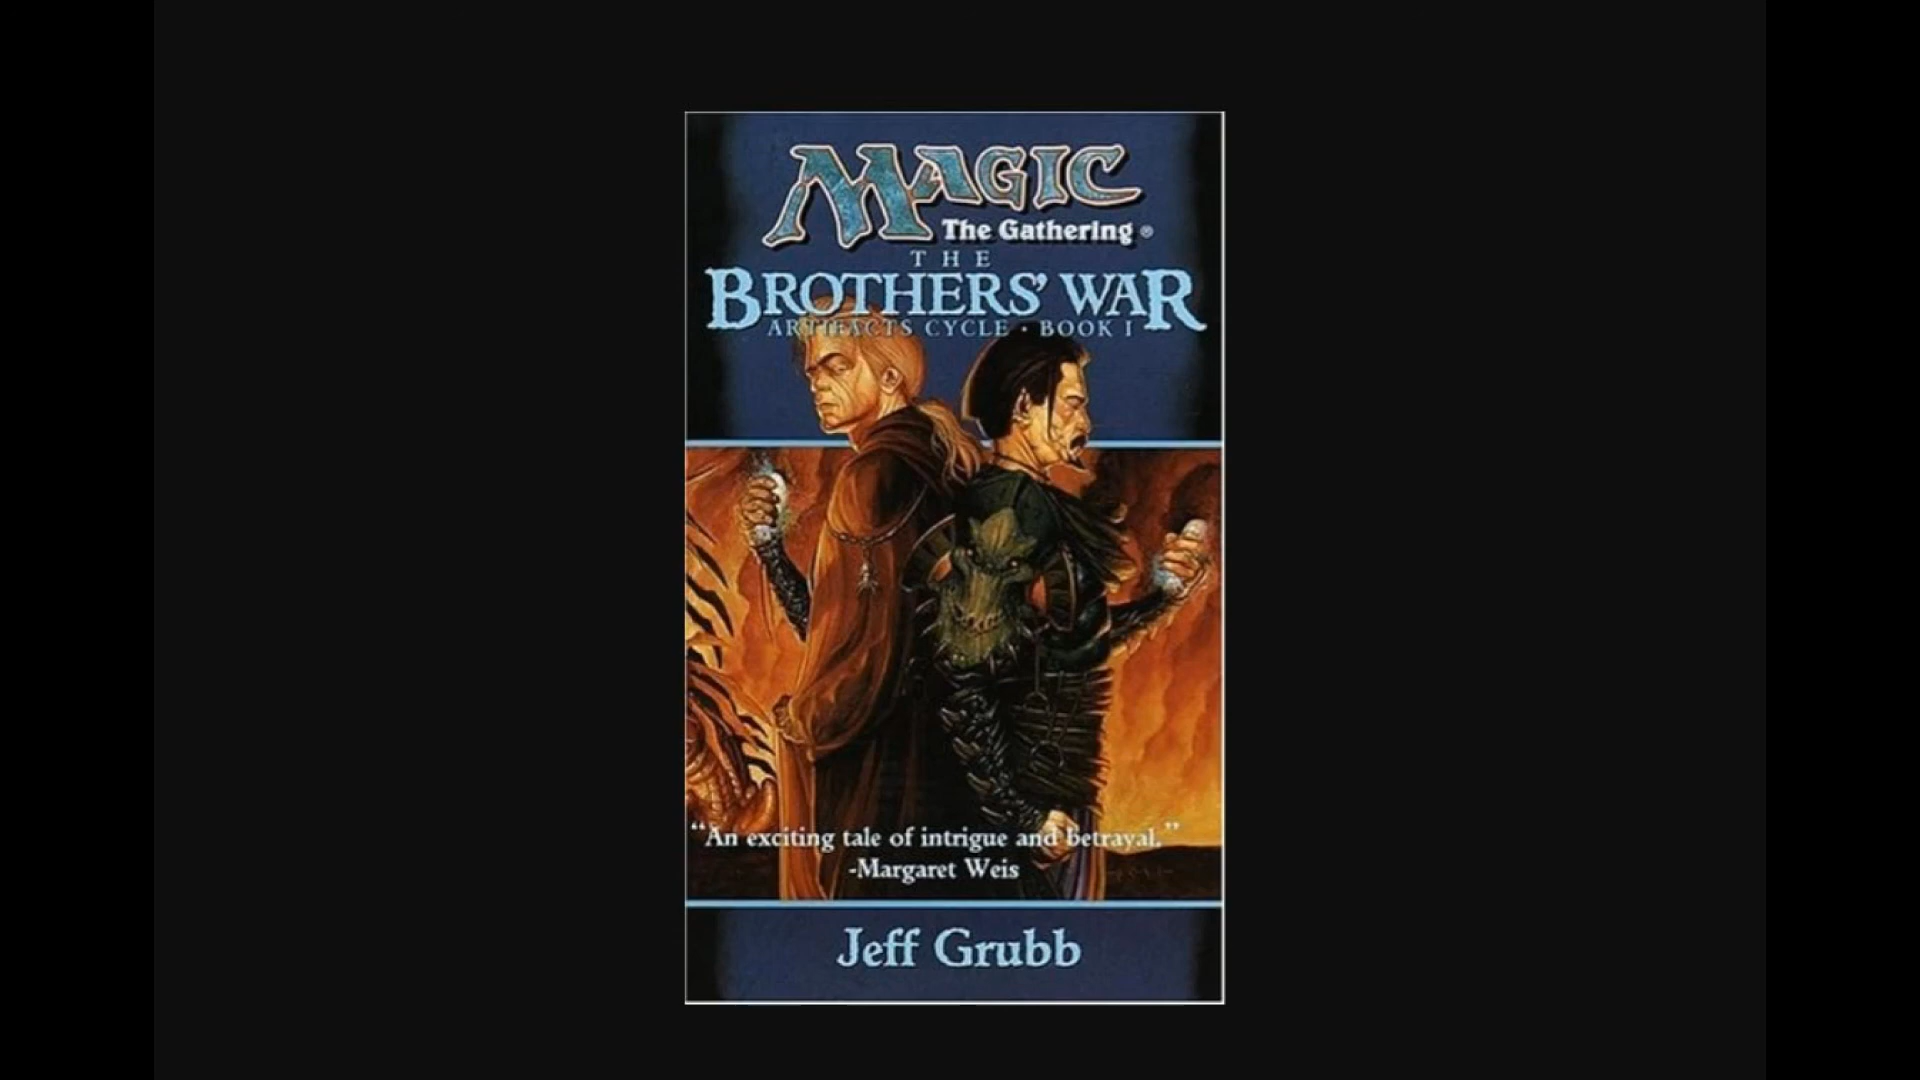 MAGIC
The Gathering®
THE
BROTHERS' WAR
ARTIFACTS CYCLE • BOOK I
“An exciting tale of intrigue and betrayal.”
-Margaret Weis
Jeff Grubb